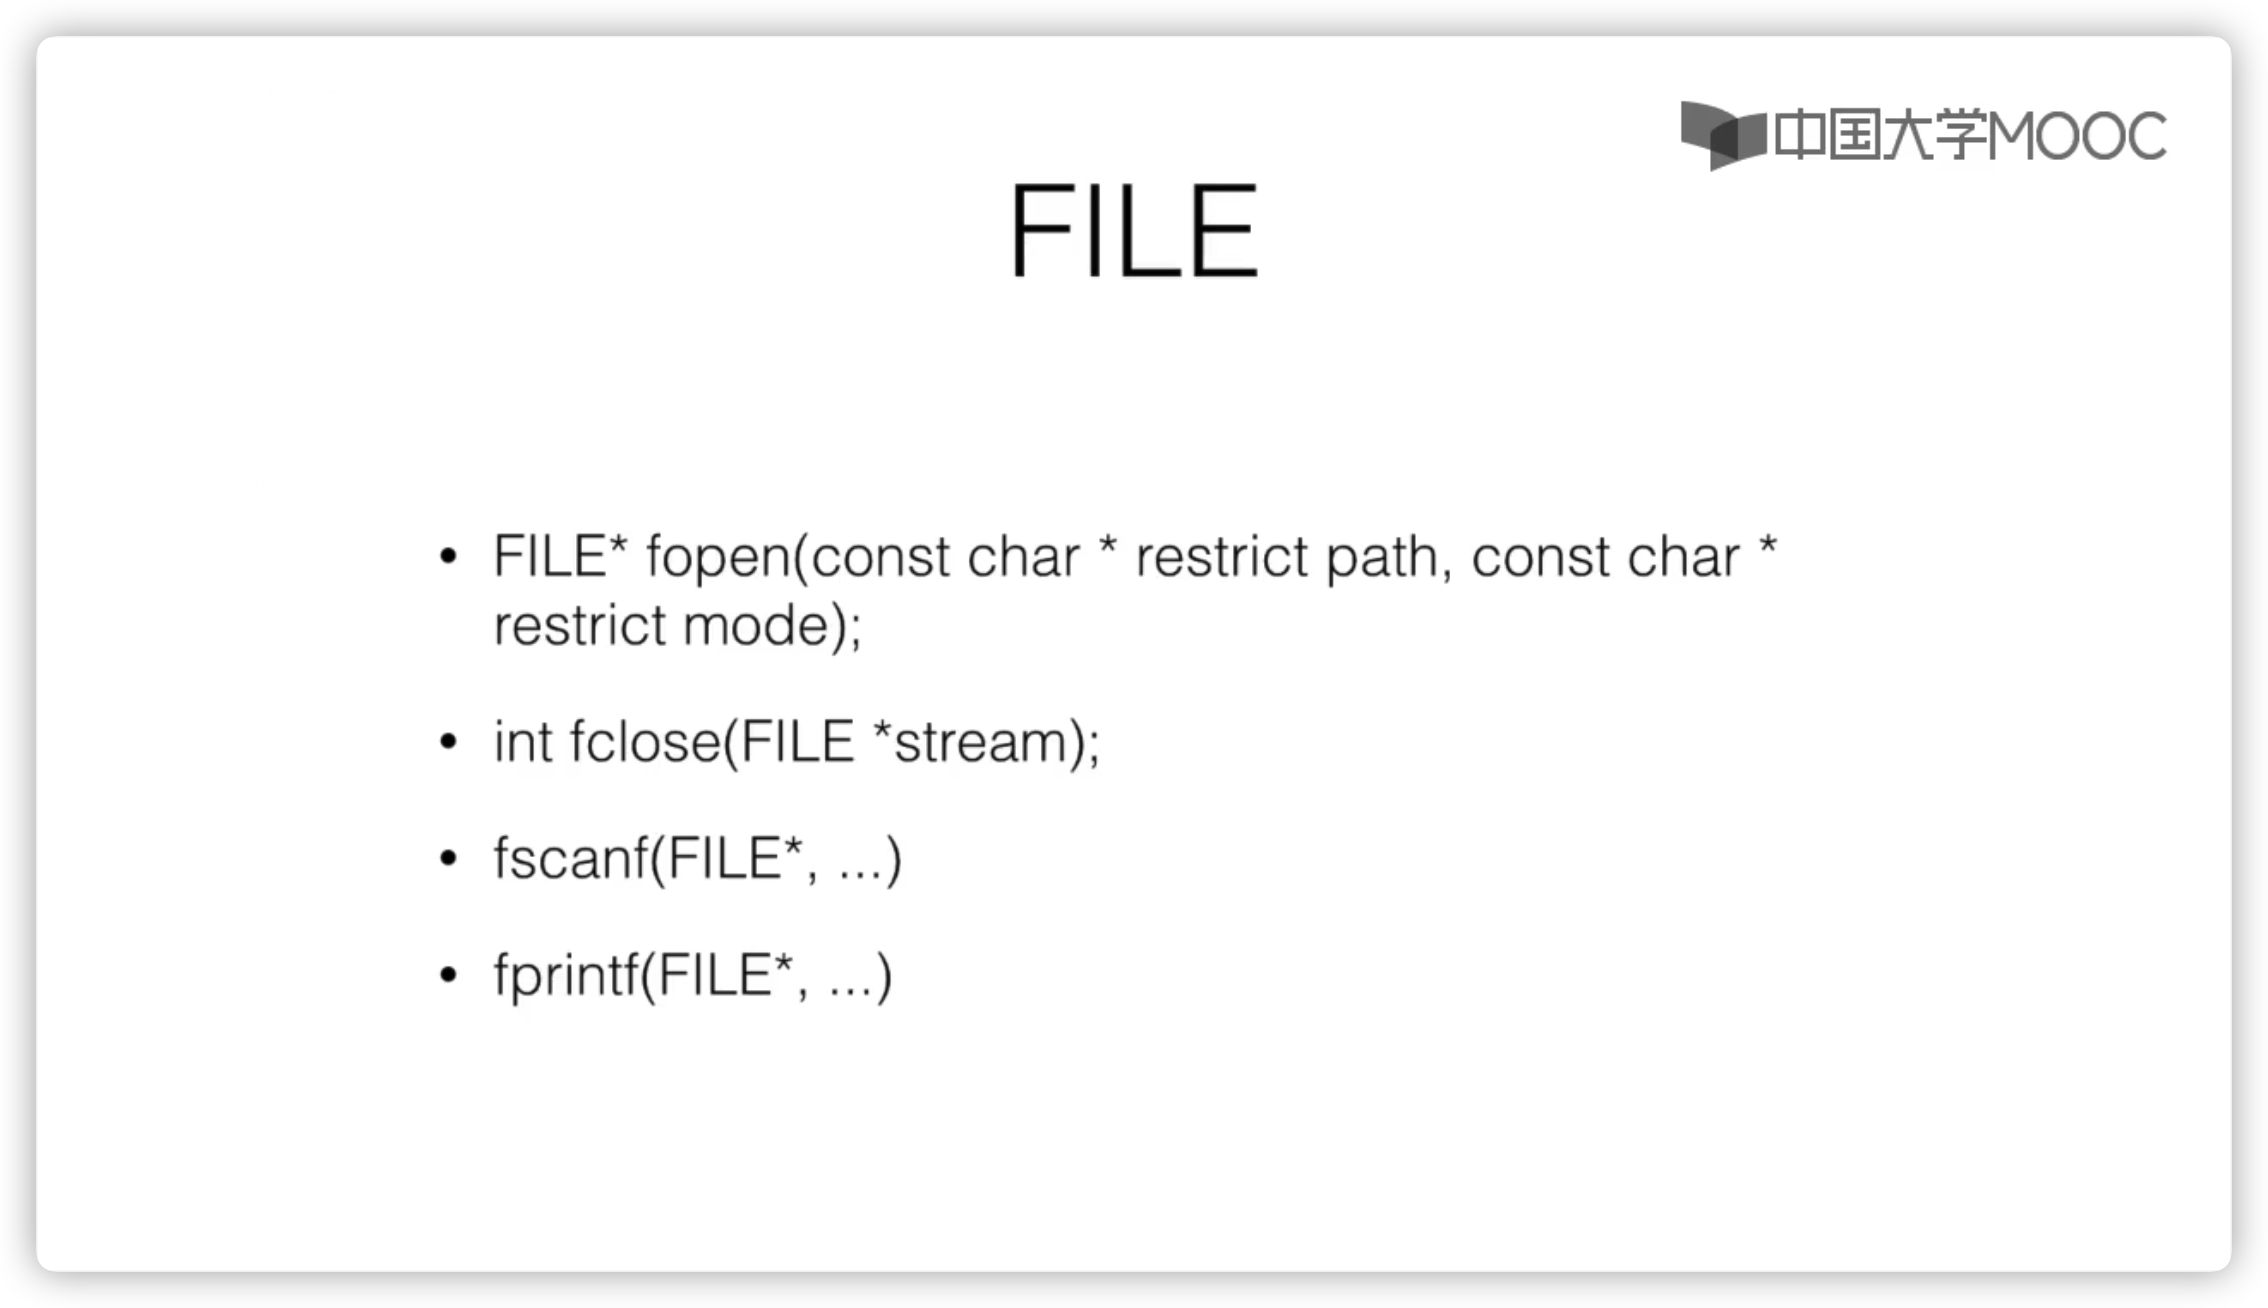 中国大学MOOC
FILE
• FILE* fopen(const char * restrict path, const char *
restrict mode);
• int fclose(FILE *stream);
• fscanf(FILE*, ...)
• fprintf(FILE*, ...)